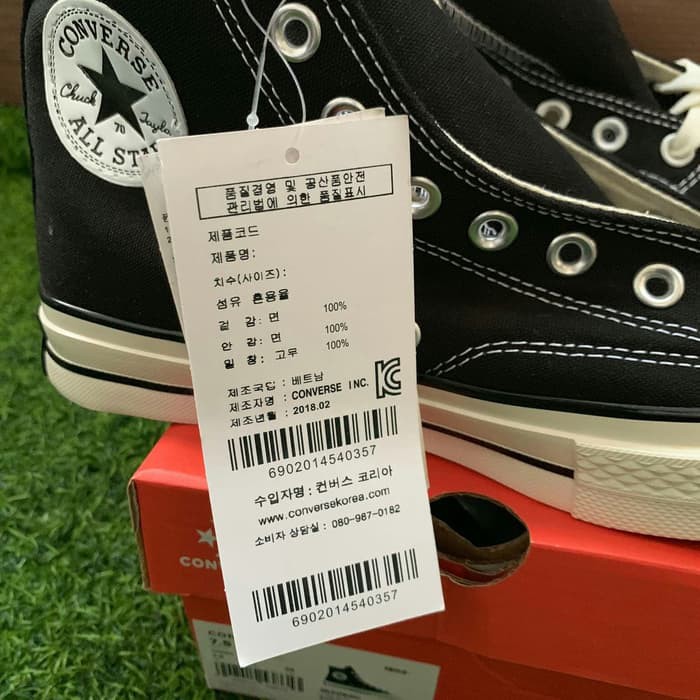 CONVERSE
Chuck Taylor
70
ALL STAR
품질경영 및 공산품안전
관리법에 의한 품질표시
제품코드
제품명:
치수(사이즈):
섬유 혼용율
겉 감: 면 100%
안 감: 면 100%
밑 창: 고무 100%
제조국답 : 베트남
제조자명 : CONVERSE INC.
제조년월 : 2018.02
6902014540357
수입자명 : 컨버스 코리아
www.conversekorea.com
소비자 상담실 : 080-987-0182
6902014540357